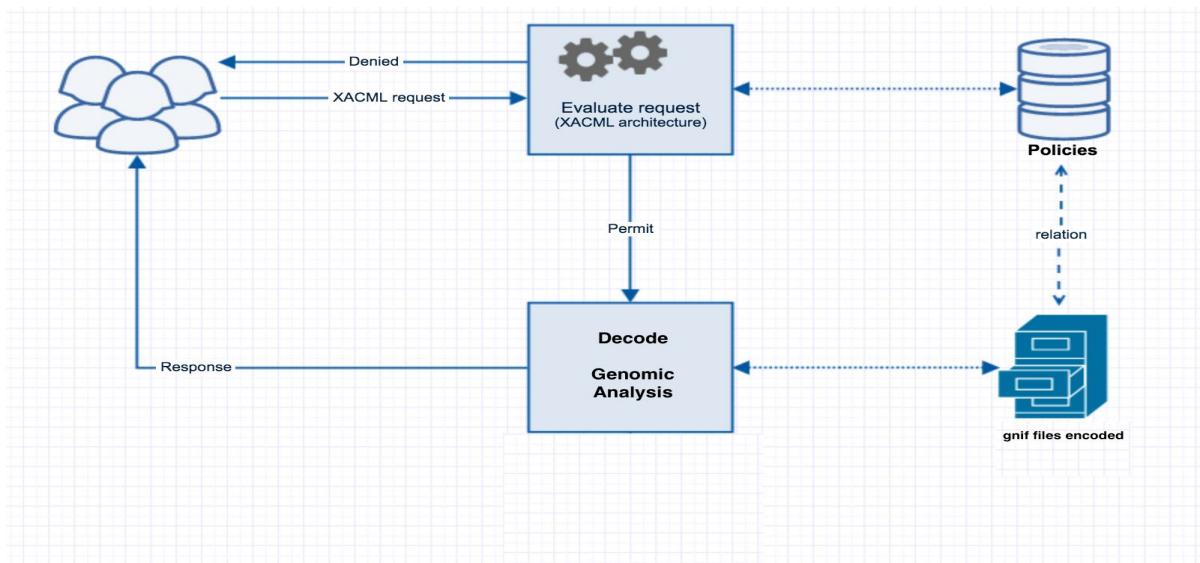 Denied
XACML request
Evaluate request
(XACML architecture)
Policies
Permit
relation
Decode
Genomic
Analysis
Response
gnif files encoded